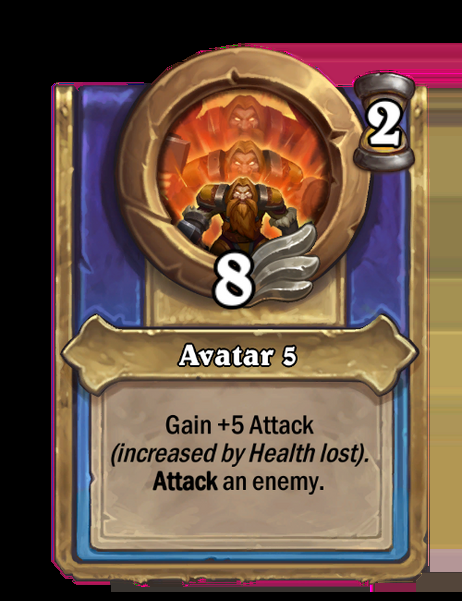 2
8
Avatar 5
Gain +5 Attack
(increased by Health lost).
Attack an enemy.